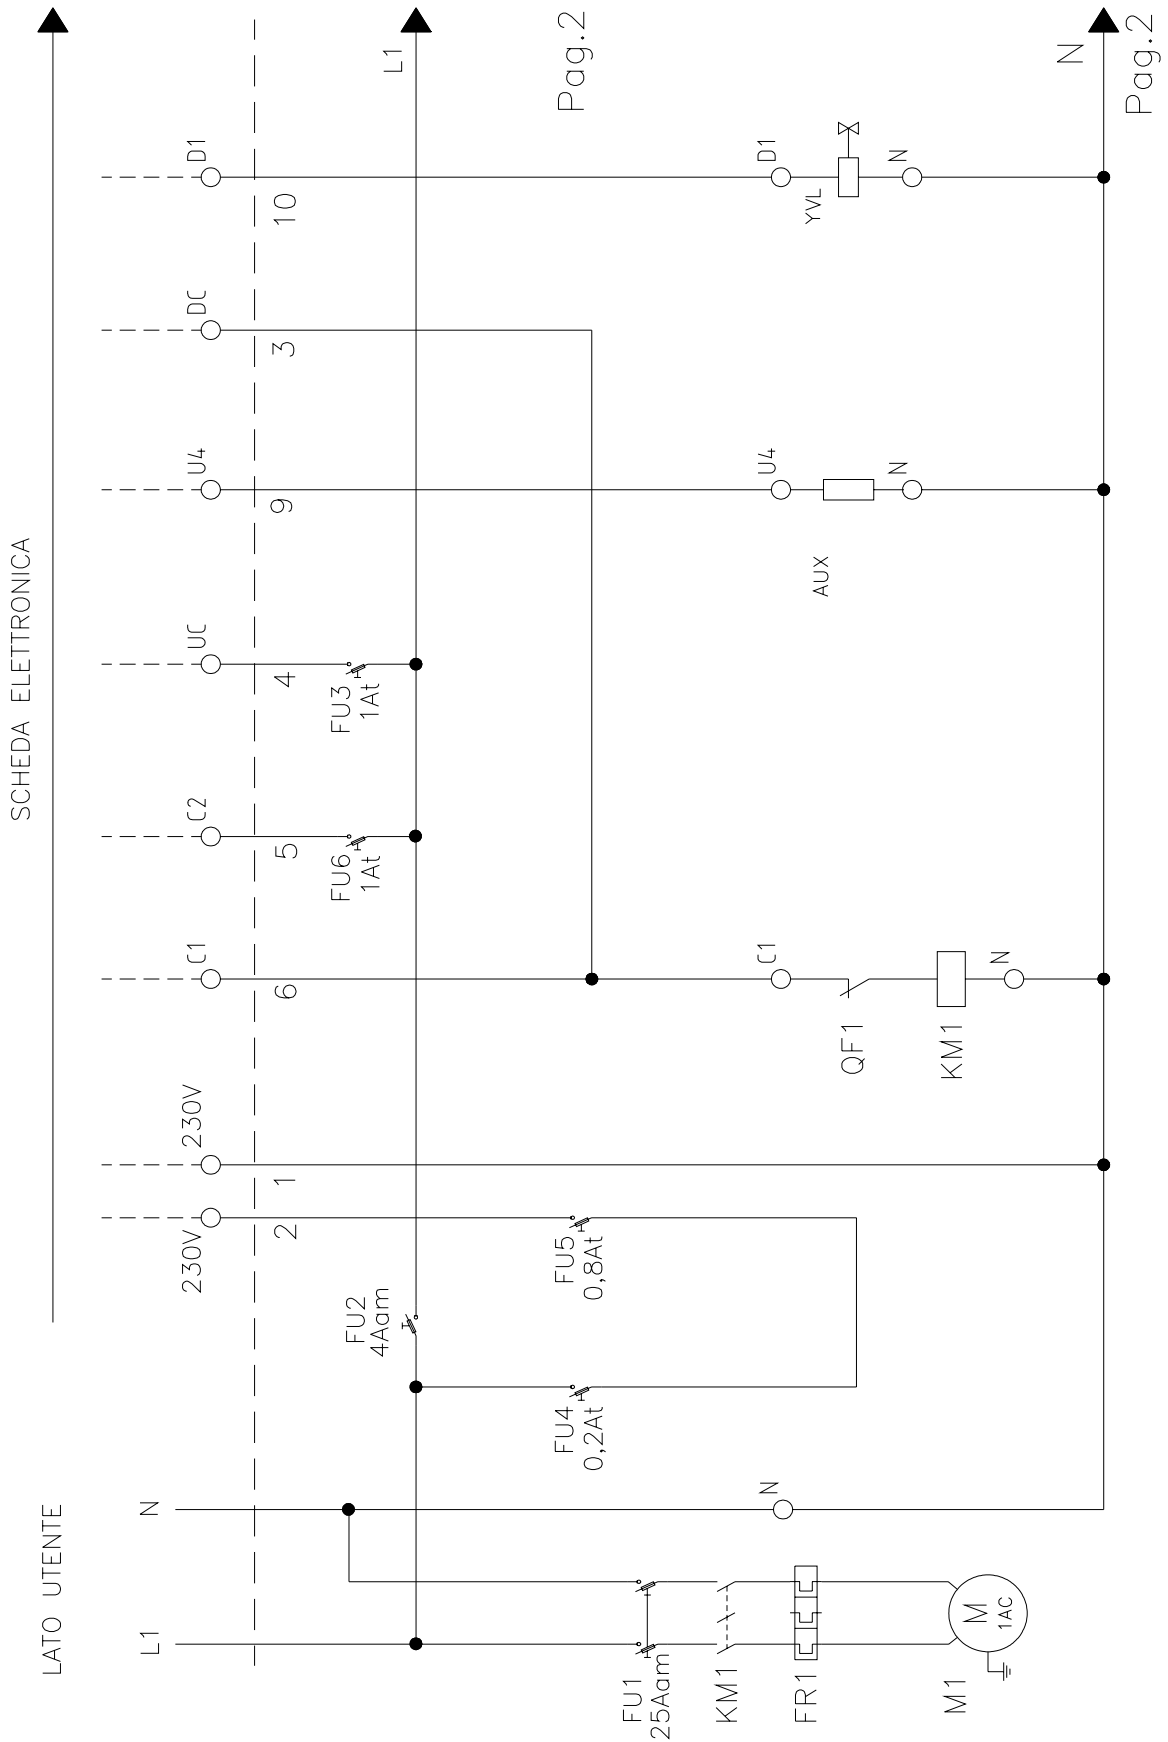 SCHEDA ELETTRONICA
LATO UTENTE
L1
N
230V
230V
C1
C2
UC
U4
DC
D1
2
1
6
5
4
9
3
10
FU2
4Aam
FU6
1At
FU3
1At
L1
Pag.2
FU4
0,2At
FU5
0,8At
FU1
25Aam
KM1
FR1
M1
M
1AC
N
C1
QF1
KM1
N
U4
AUX
N
D1
YVL
N
N
Pag.2